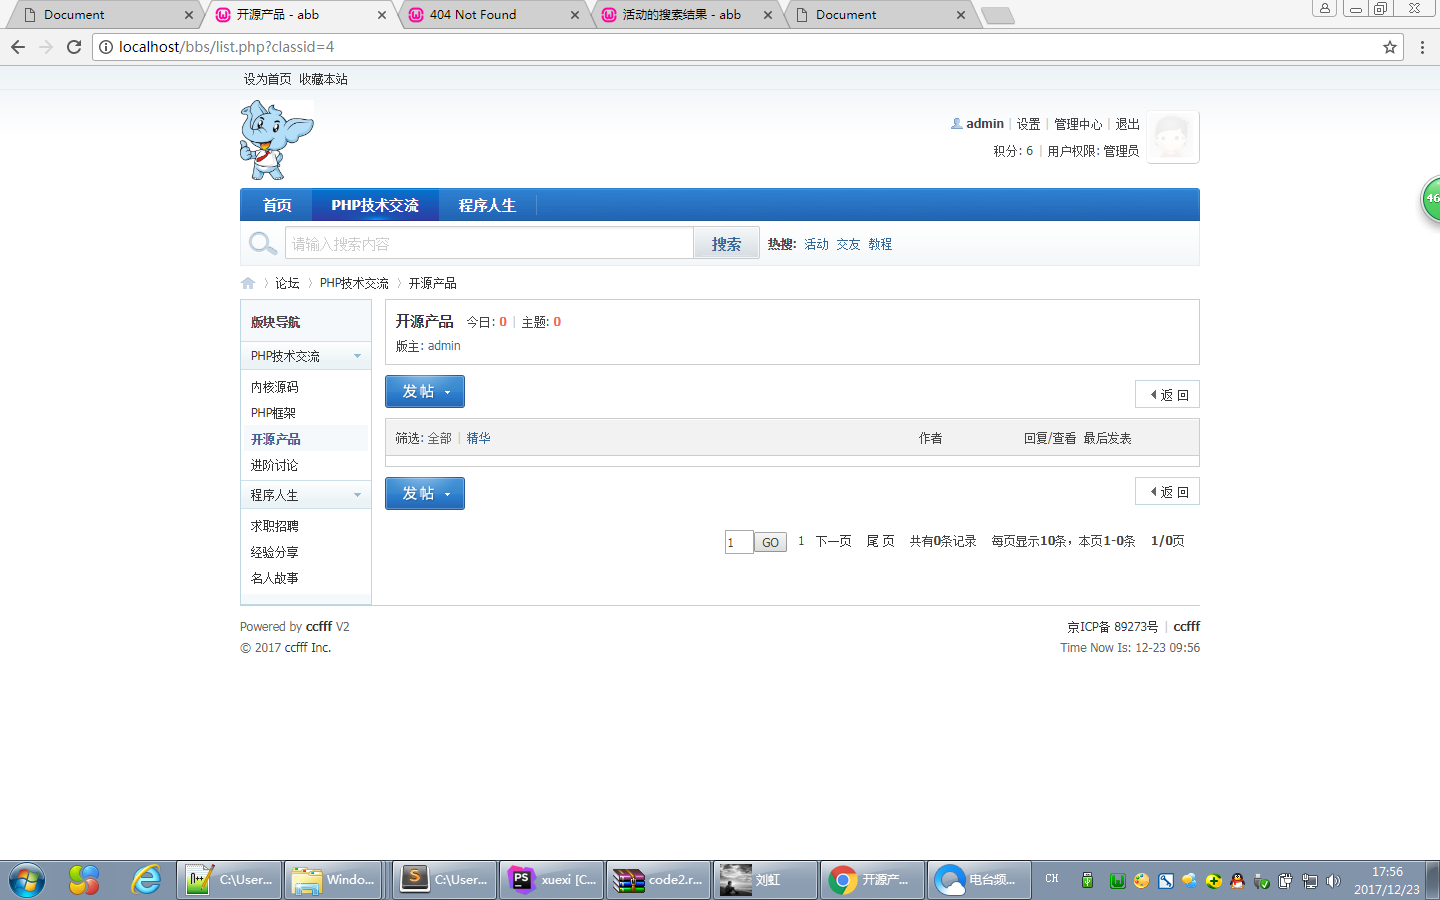 Document
开源产品 - abb
404 Not Found
活动的搜索结果 - abb
Document
localhost/bbs/list.php?classid=4
设为首页 收藏本站
admin | 设置 | 管理中心 | 退出
积分: 6 | 用户权限: 管理员
46
首页 PHP技术交流 程序人生
请输入搜索内容 搜索 热搜: 活动 交友 教程
论坛 > PHP技术交流 > 开源产品
版块导航
PHP技术交流
内核源码
PHP框架
开源产品
进阶讨论
程序人生
求职招聘
经验分享
名人故事
开源产品 今日: 0 | 主题: 0
版主: admin
发帖
返回
筛选: 全部 | 精华 作者 回复/查看 最后发表
发帖
返回
1 GO 1 下一页 尾 页 共有0条记录 每页显示10条，本页1-0条 1/0页
Powered by ccfff V2
© 2017 ccfff Inc.
京ICP备 89273号 | ccfff
Time Now Is: 12-23 09:56
C:\User...
Windo...
C:\User...
xuexi [C...
code2.r...
刘虹
开源产...
电台频...
CH
17:56
2017/12/23